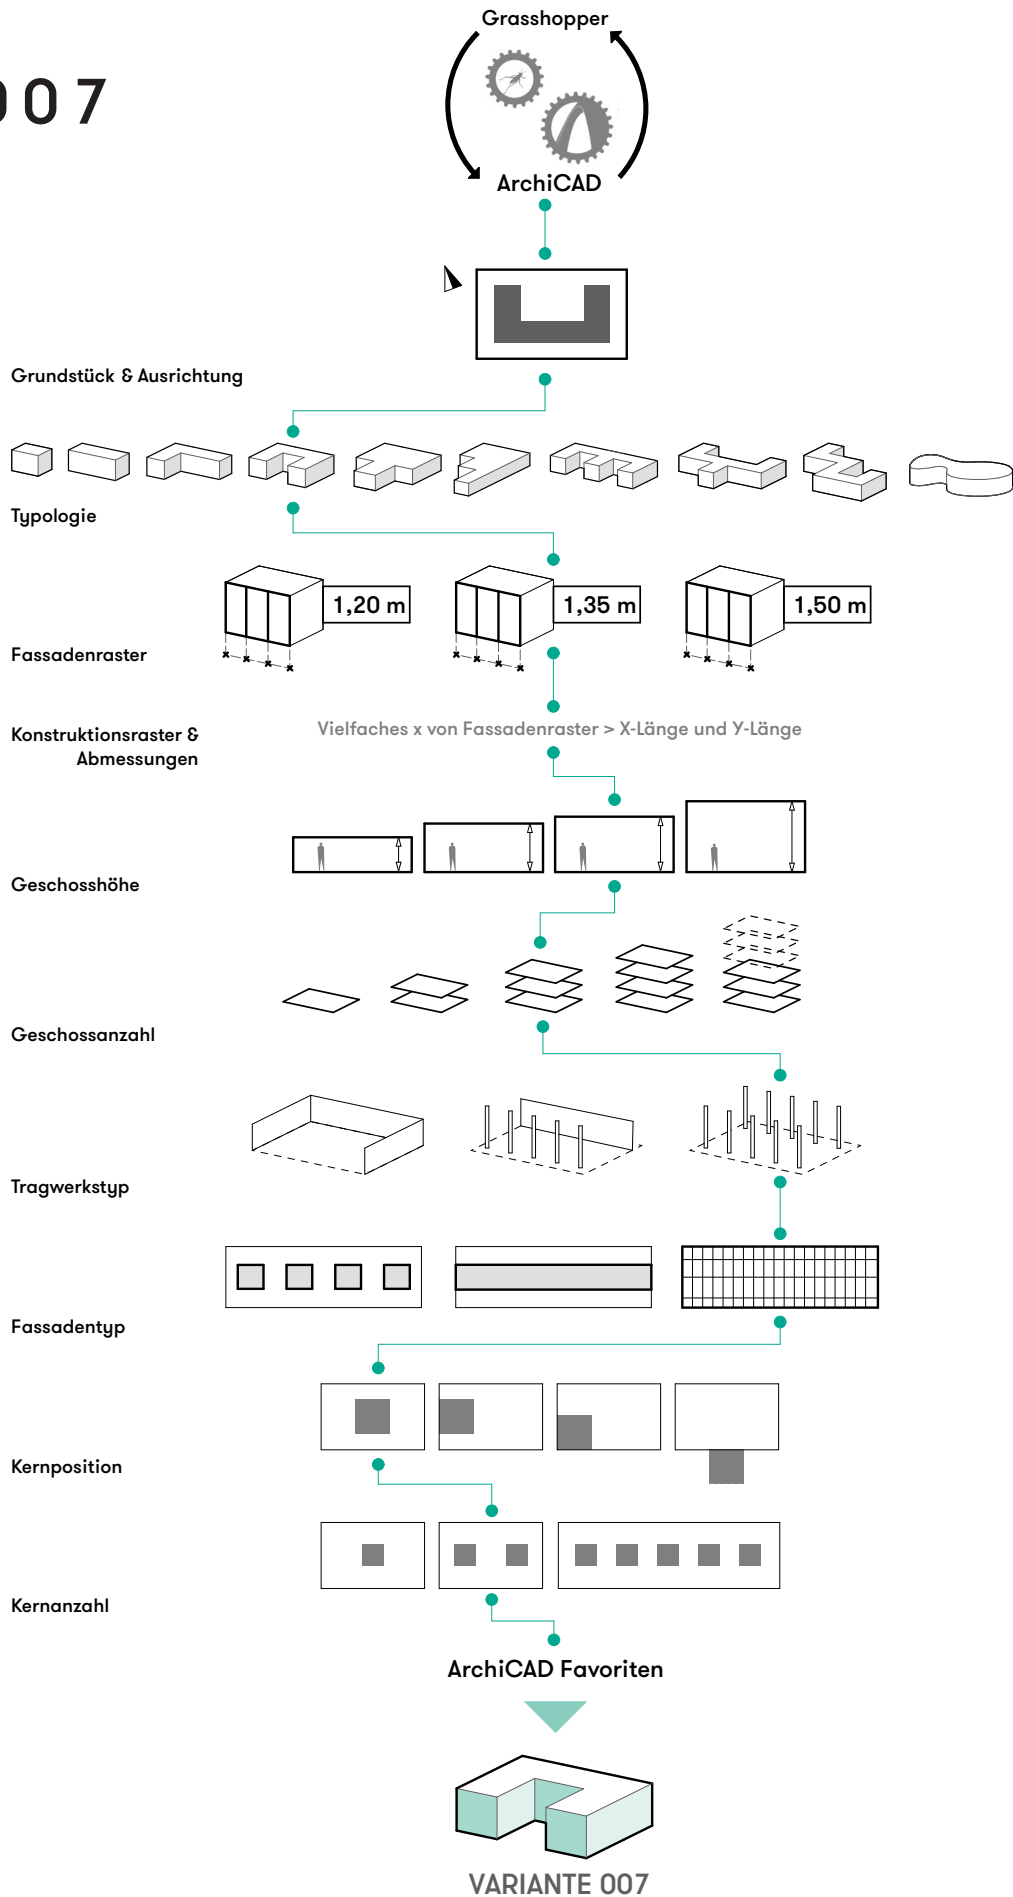 Grasshopper
007
ArchiCAD
Grundstück & Ausrichtung
Typologie
1,20 m
1,35 m
1,50 m
Fassadenraster
Vielfaches x von Fassadenraster > X-Länge und Y-Länge
Konstruktionsraster &
Abmessungen
Geschosshöhe
Geschossanzahl
Tragwerkstyp
Fassadentyp
Kernposition
Kernanzahl
ArchiCAD Favoriten
VARIANTE 007